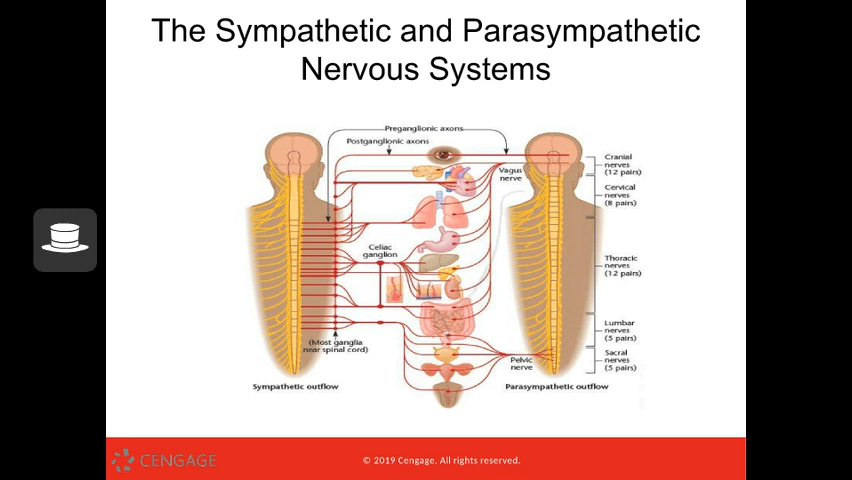 The Sympathetic and Parasympathetic
Nervous Systems
Preganglionic axons
Postganglionic axons
Vagus
nerve
Cranial
nerves
(12 pairs)
Cervical
nerves
(8 pairs)
Celiac
ganglion
Thoracic
nerves
(12 pairs)
Lumbar
nerves
(5 pairs)
(Most ganglia
near spinal cord)
Pelvic
nerve
Sacral
nerves
(5 pairs)
Sympathetic outflow
Parasympathetic outflow
CENGAGE
© 2019 Cengage. All rights reserved.